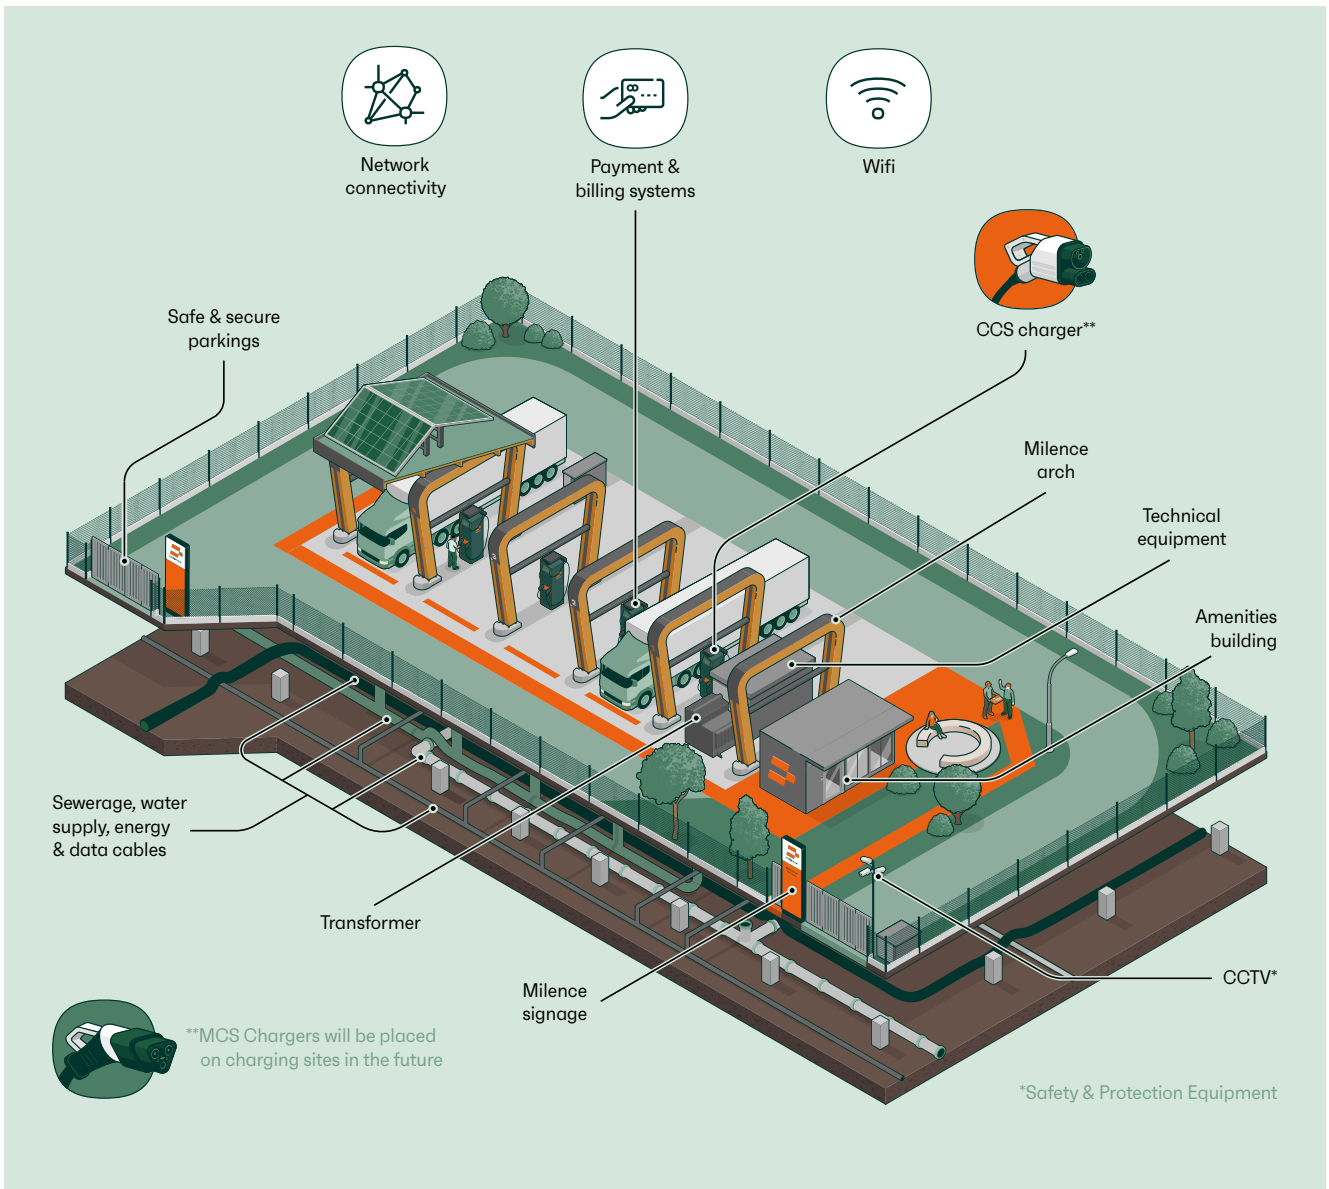 Network
connectivity
Payment &
billing systems
Wifi
Safe & secure
parkings
CCS charger**
Milence
arch
Technical
equipment
Amenities
building
Sewerage, water
supply, energy
& data cables
Transformer
Milence
signage
CCTV*
**MCS Chargers will be placed
on charging sites in the future
*Safety & Protection Equipment